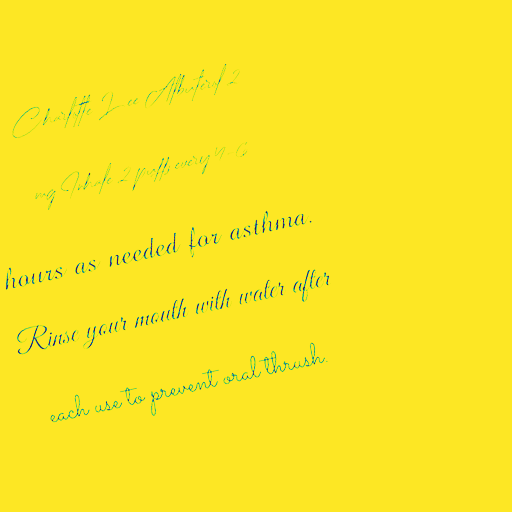 Charlotte Lee Albuterol 2
mg Inhale 2 puffs every 4-6
hours as needed for asthma.
Rinse your mouth with water after
each use to prevent oral thrush.